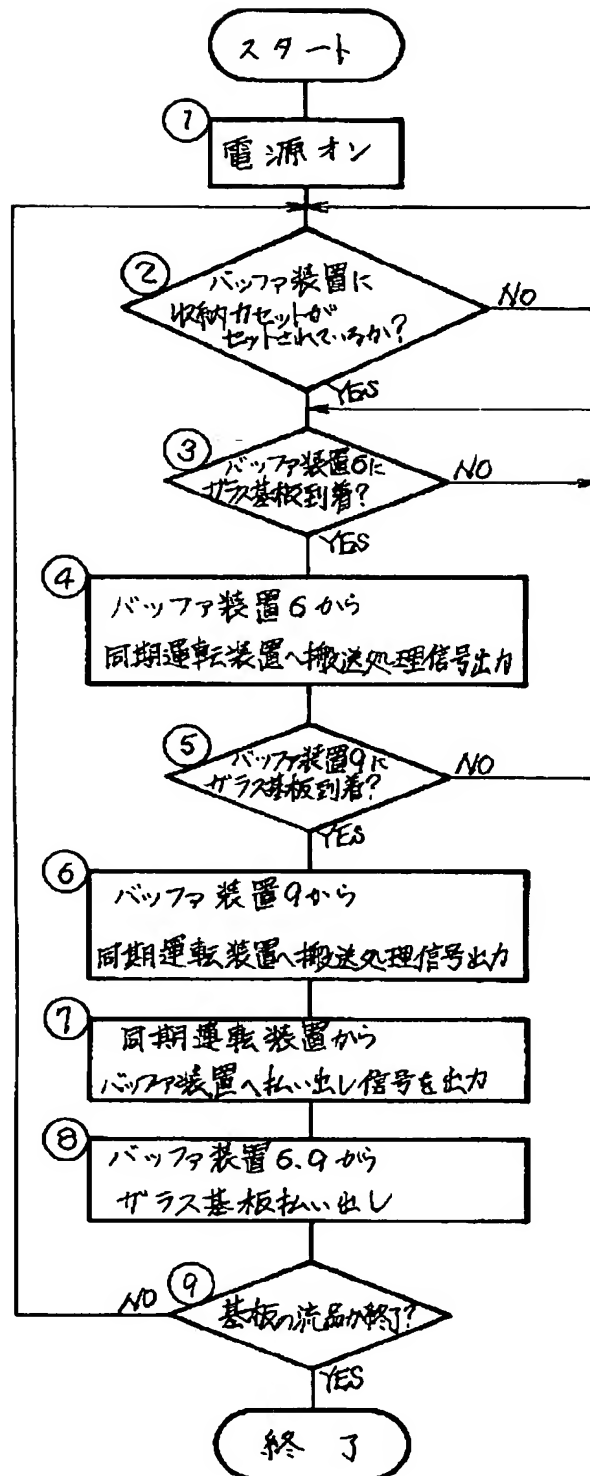 スタート
①
電源オン
②
バッファ装置に
収納カセットが
セットされているか?
NO
YES
③
バッファ装置6に
ガラス基板到着?
NO
YES
④
バッファ装置6から
同期運転装置へ搬送処理信号出力
⑤
バッファ装置9に
ガラス基板到着?
NO
YES
⑥
バッファ装置9から
同期運転装置へ搬送処理信号出力
⑦
同期運転装置から
バッファ装置へ払い出し信号を出力
⑧
バッファ装置6.9から
ガラス基板払い出し
⑨
NO
基板の流品が終了?
YES
終了